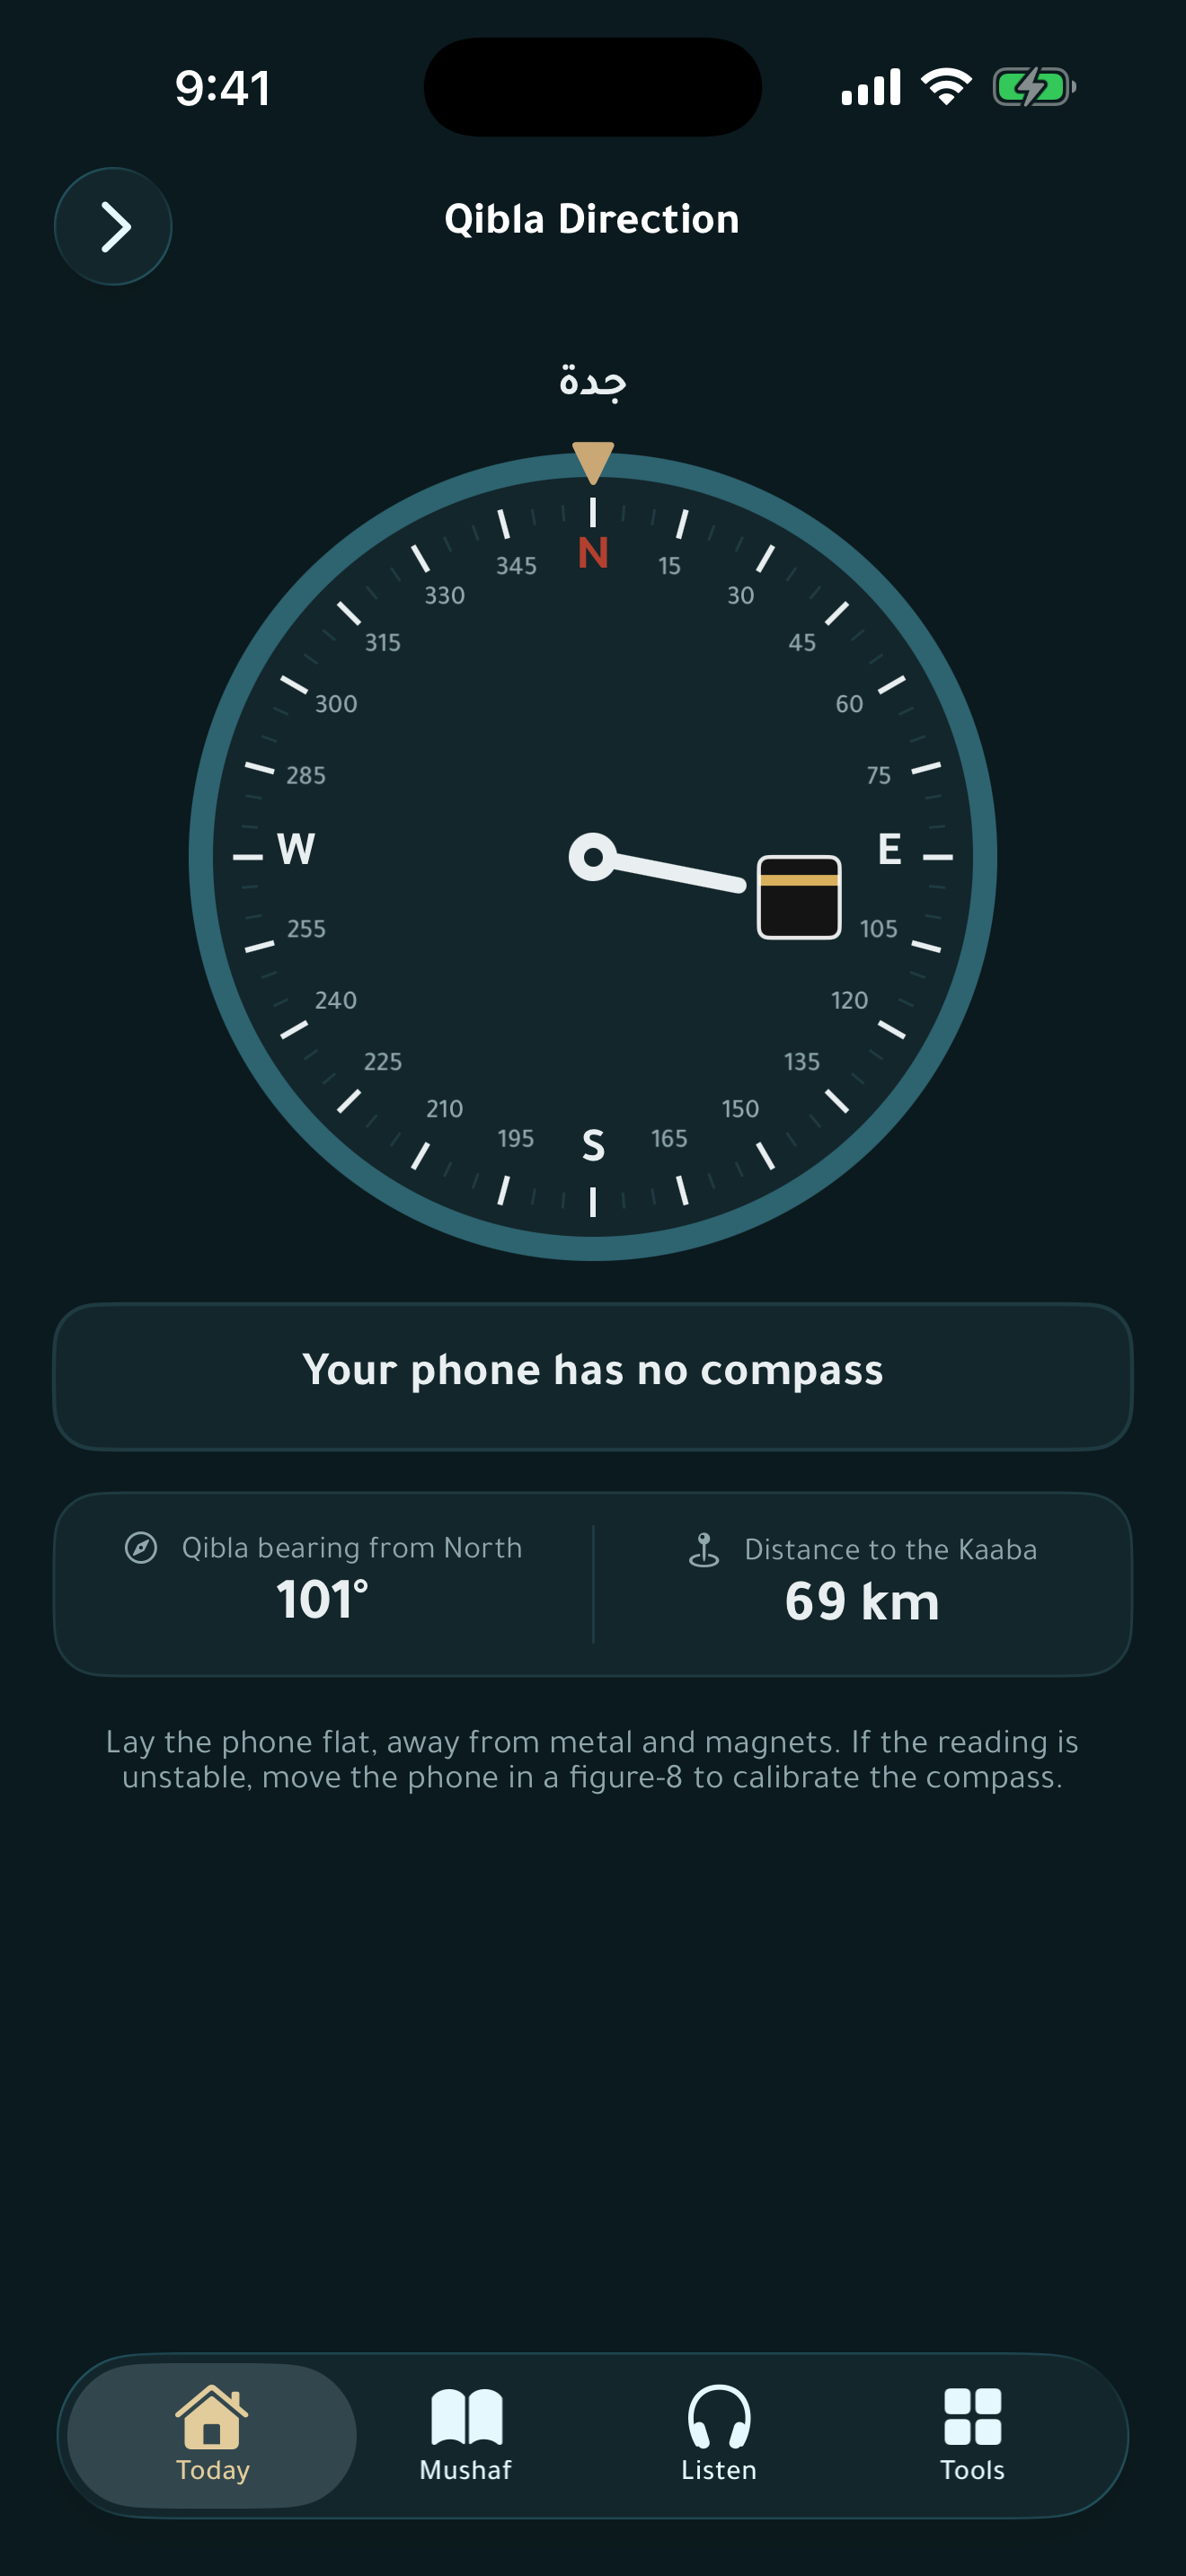 9:41
Qibla Direction
جدة
N
345
15
330
30
315
45
300
60
285
75
W
E
255
105
240
120
225
135
210
150
195
165
S
Your phone has no compass
Qibla bearing from North
101°
Distance to the Kaaba
69 km
Lay the phone flat, away from metal and magnets. If the reading is
unstable, move the phone in a figure-8 to calibrate the compass.
Today
Mushaf
Listen
Tools